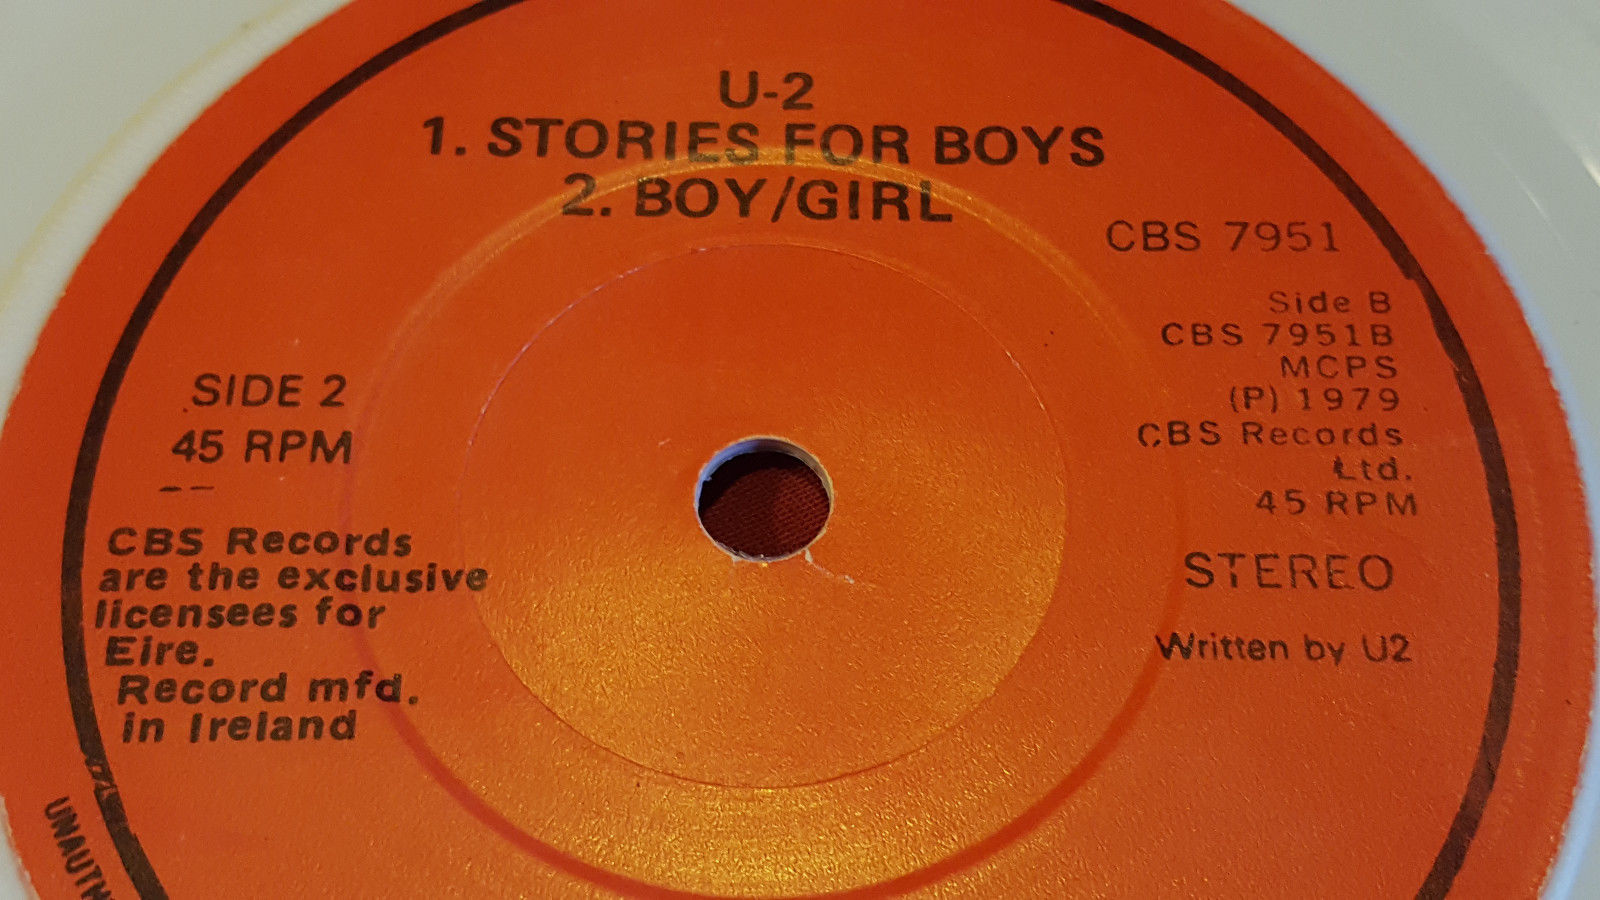 U-2
1. STORIES FOR BOYS
2. BOY/GIRL
CBS 7951
Side B
CBS 7951B
MCPS
(P) 1979
CBS Records
Ltd.
45 RPM
STEREO
Written by U2
SIDE 2
45 RPM
CBS Records
are the exclusive
licensees for
Eire.
Record mfd.
in Ireland